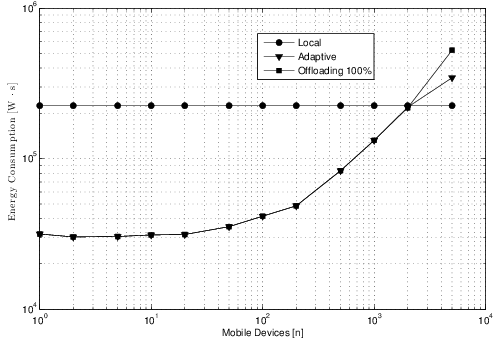 10^6
10^5
10^4
Energy Consumption [W · s]
Local
Adaptive
Offloading 100%
10^0
10^1
10^2
10^3
10^4
Mobile Devices [n]